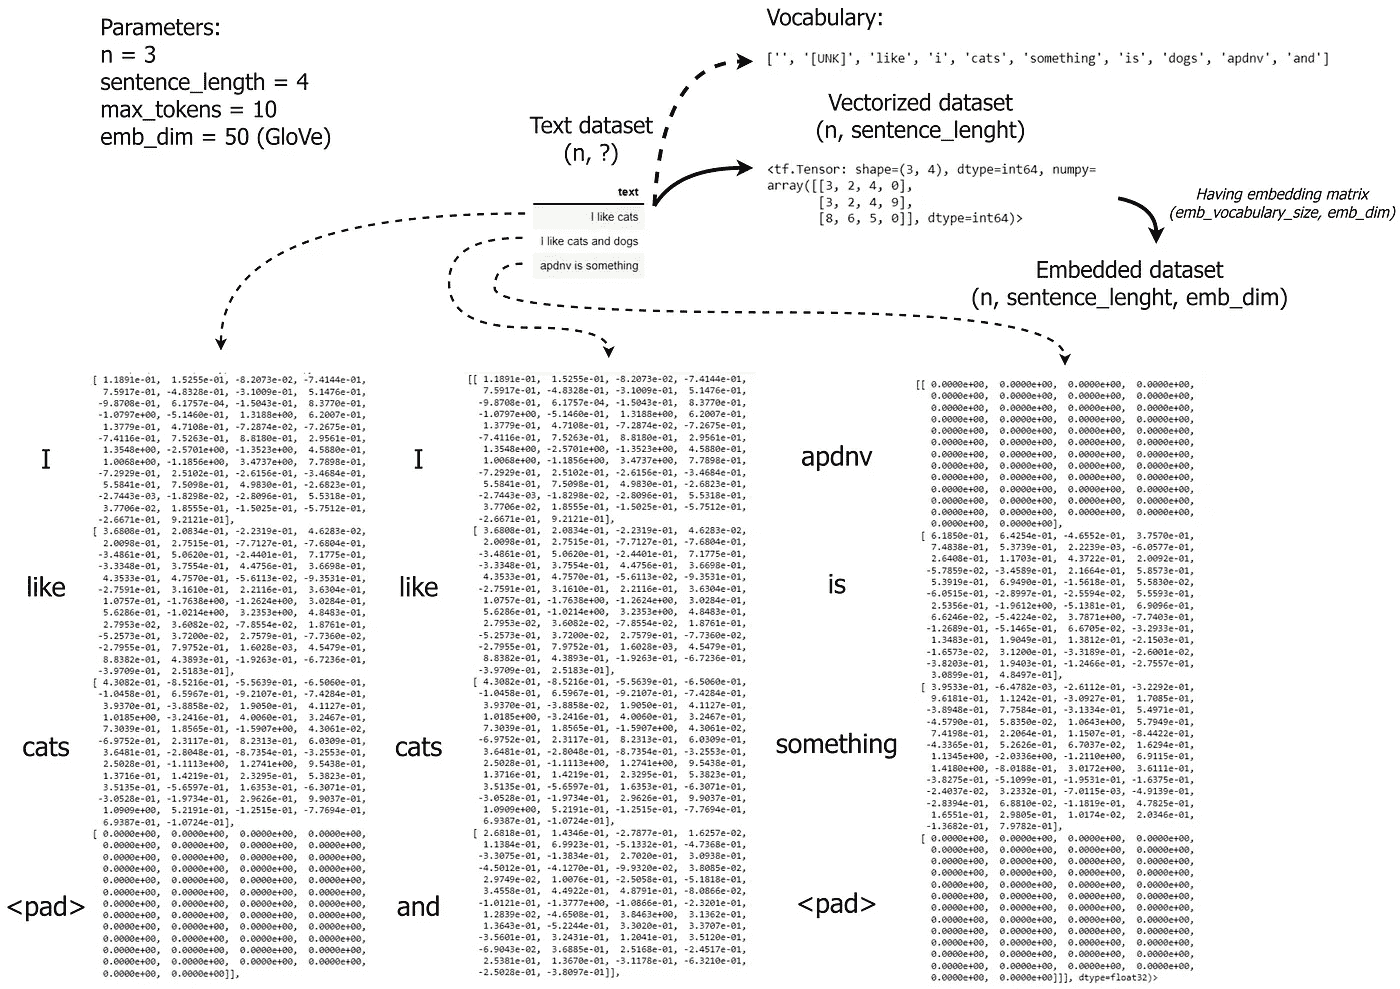 Parameters:
n = 3
sentence_length = 4
max_tokens = 10
emb_dim = 50 (GloVe)
Vocabulary:
['', '[UNK]', 'like', 'i', 'cats', 'something', 'is', 'dogs', 'apdnv', 'and']
Text dataset
(n, ?)
text
I like cats
I like cats and dogs
apdnv is something
Vectorized dataset
(n, sentence_lenght)
<tf.Tensor: shape=(3, 4), dtype=int64, numpy=
array([[3, 2, 4, 0],
[3, 2, 4, 9],
[8, 6, 5, 0]], dtype=int64)>
Having embedding matrix
(emb_vocabulary_size, emb_dim)
Embedded dataset
(n, sentence_lenght, emb_dim)
I
[ 1.1891e-01, 1.5255e-01, -8.2073e-02, -7.4144e-01,
7.5917e-01, -4.8328e-01, -3.1009e-01, 5.1476e-01,
-9.8708e-01, 6.1757e-04, -1.5043e-01, 8.3770e-01,
-1.0797e+00, -5.1460e-01, 1.3188e+00, 6.2007e-01,
1.3779e-01, 4.7108e-01, -7.2874e-02, -7.2675e-01,
-7.4116e-01, 7.5263e-01, 8.8180e-01, 2.9561e-01,
1.3548e+00, -2.5701e+00, -1.3523e+00, 4.5880e-01,
1.0068e+00, -1.1856e+00, 3.4737e+00, 7.7898e-01,
-7.2929e-01, 2.5102e-01, -2.6156e-01, -3.4684e-01,
5.5841e-01, 7.5098e-01, 4.9830e-01, -2.6823e-01,
-2.7443e-03, -1.8298e-02, -2.8096e-01, 5.5318e-01,
3.7706e-02, 1.8555e-01, -1.5025e-01, -5.7512e-01,
-2.6671e-01, 9.2121e-01],
like
[ 3.6808e-01, 2.0834e-01, -2.2319e-01, 4.6283e-02,
2.0098e-01, 2.7515e-01, -7.7127e-01, -7.6804e-01,
-3.4861e-01, 5.0620e-01, -2.4401e-01, 7.1775e-01,
-3.3348e-01, 3.7554e-01, 4.4756e-01, 3.6698e-01,
4.3533e-01, 4.7570e-01, -5.6113e-02, -9.3531e-01,
-2.7591e-01, 3.1610e-01, 2.2116e-01, 3.6304e-01,
1.0757e-01, -1.7638e+00, -1.2624e+00, 3.0284e-01,
5.6286e-01, -1.0214e+00, 3.2353e+00, 4.8483e-01,
2.7953e-02, 3.6082e-02, -7.8554e-02, 1.8761e-01,
-5.2573e-01, 3.7200e-02, 2.7579e-01, -7.7360e-02,
-2.7955e-01, 7.9752e-01, 1.6028e-03, 4.5479e-01,
8.8382e-01, 4.3893e-01, -1.9263e-01, -6.7236e-01,
-3.9709e-01, 2.5183e-01],
cats
[ 4.3082e-01, -8.5216e-01, -5.5639e-01, -6.5060e-01,
-1.0458e-01, 6.5967e-01, -9.2107e-01, -7.4284e-01,
3.9370e-01, -3.8858e-02, 1.9050e-01, 4.1127e-01,
1.0185e+00, -3.2416e-01, 4.0060e-01, 3.2467e-01,
7.3039e-01, 1.8565e-01, -1.5907e+00, 4.3061e-02,
-6.9752e-01, 2.3117e-01, 8.2313e-01, 6.0309e-01,
3.6481e-01, -2.8048e-01, -8.7354e-01, -3.2553e-01,
2.5028e-01, -1.1113e+00, 1.2741e+00, 9.5438e-01,
1.3716e-01, 1.4219e-01, 2.3295e-01, 5.3823e-01,
3.5135e-01, -5.6597e-01, 1.6353e-01, -6.3071e-01,
-3.0528e-01, -1.9734e-01, 2.9626e-01, 9.9037e-01,
1.0909e+00, 5.2191e-01, -1.2515e-01, -7.7694e-01,
6.9387e-01, -1.0724e-01],
<pad>
[ 0.0000e+00, 0.0000e+00, 0.0000e+00, 0.0000e+00,
0.0000e+00, 0.0000e+00, 0.0000e+00, 0.0000e+00,
0.0000e+00, 0.0000e+00, 0.0000e+00, 0.0000e+00,
0.0000e+00, 0.0000e+00, 0.0000e+00, 0.0000e+00,
0.0000e+00, 0.0000e+00, 0.0000e+00, 0.0000e+00,
0.0000e+00, 0.0000e+00, 0.0000e+00, 0.0000e+00,
0.0000e+00, 0.0000e+00, 0.0000e+00, 0.0000e+00,
0.0000e+00, 0.0000e+00, 0.0000e+00, 0.0000e+00,
0.0000e+00, 0.0000e+00, 0.0000e+00, 0.0000e+00,
0.0000e+00, 0.0000e+00, 0.0000e+00, 0.0000e+00,
0.0000e+00, 0.0000e+00, 0.0000e+00, 0.0000e+00,
0.0000e+00, 0.0000e+00, 0.0000e+00, 0.0000e+00,
0.0000e+00, 0.0000e+00]],
I
[[ 1.1891e-01, 1.5255e-01, -8.2073e-02, -7.4144e-01,
7.5917e-01, -4.8328e-01, -3.1009e-01, 5.1476e-01,
-9.8708e-01, 6.1757e-04, -1.5043e-01, 8.3770e-01,
-1.0797e+00, -5.1460e-01, 1.3188e+00, 6.2007e-01,
1.3779e-01, 4.7108e-01, -7.2874e-02, -7.2675e-01,
-7.4116e-01, 7.5263e-01, 8.8180e-01, 2.9561e-01,
1.3548e+00, -2.5701e+00, -1.3523e+00, 4.5880e-01,
1.0068e+00, -1.1856e+00, 3.4737e+00, 7.7898e-01,
-7.2929e-01, 2.5102e-01, -2.6156e-01, -3.4684e-01,
5.5841e-01, 7.5098e-01, 4.9830e-01, -2.6823e-01,
-2.7443e-03, -1.8298e-02, -2.8096e-01, 5.5318e-01,
3.7706e-02, 1.8555e-01, -1.5025e-01, -5.7512e-01,
-2.6671e-01, 9.2121e-01],
like
[ 3.6808e-01, 2.0834e-01, -2.2319e-01, 4.6283e-02,
2.0098e-01, 2.7515e-01, -7.7127e-01, -7.6804e-01,
-3.4861e-01, 5.0620e-01, -2.4401e-01, 7.1775e-01,
-3.3348e-01, 3.7554e-01, 4.4756e-01, 3.6698e-01,
4.3533e-01, 4.7570e-01, -5.6113e-02, -9.3531e-01,
-2.7591e-01, 3.1610e-01, 2.2116e-01, 3.6304e-01,
1.0757e-01, -1.7638e+00, -1.2624e+00, 3.0284e-01,
5.6286e-01, -1.0214e+00, 3.2353e+00, 4.8483e-01,
2.7953e-02, 3.6082e-02, -7.8554e-02, 1.8761e-01,
-5.2573e-01, 3.7200e-02, 2.7579e-01, -7.7360e-02,
-2.7955e-01, 7.9752e-01, 1.6028e-03, 4.5479e-01,
8.8382e-01, 4.3893e-01, -1.9263e-01, -6.7236e-01,
-3.9709e-01, 2.5183e-01],
cats
[ 4.3082e-01, -8.5216e-01, -5.5639e-01, -6.5060e-01,
-1.0458e-01, 6.5967e-01, -9.2107e-01, -7.4284e-01,
3.9370e-01, -3.8858e-02, 1.9050e-01, 4.1127e-01,
1.0185e+00, -3.2416e-01, 4.0060e-01, 3.2467e-01,
7.3039e-01, 1.8565e-01, -1.5907e+00, 4.3061e-02,
-6.9752e-01, 2.3117e-01, 8.2313e-01, 6.0309e-01,
3.6481e-01, -2.8048e-01, -8.7354e-01, -3.2553e-01,
2.5028e-01, -1.1113e+00, 1.2741e+00, 9.5438e-01,
1.3716e-01, 1.4219e-01, 2.3295e-01, 5.3823e-01,
3.5135e-01, -5.6597e-01, 1.6353e-01, -6.3071e-01,
-3.0528e-01, -1.9734e-01, 2.9626e-01, 9.9037e-01,
1.0909e+00, 5.2191e-01, -1.2515e-01, -7.7694e-01,
6.9387e-01, -1.0724e-01],
and
[ 2.6818e-01, 1.4346e-01, -2.7877e-01, 1.6257e-02,
1.1384e-01, 6.9923e-01, -5.1332e-01, -4.7368e-01,
-3.3075e-01, -1.3834e-01, 2.7020e-01, 3.0938e-01,
-4.5012e-01, -4.1270e-01, -9.9320e-02, 3.8085e-02,
2.9749e-02, 1.0076e-01, -2.5058e-01, -5.1818e-01,
3.4558e-01, 4.4922e-01, 4.8791e-01, -8.0866e-02,
-1.0121e-01, -1.3777e+00, -1.0866e-01, -2.3201e-01,
1.2839e-02, -4.6508e-01, 3.8463e+00, 3.1362e-01,
1.3643e-01, -5.2244e-01, 3.3020e-01, 3.3707e-01,
-3.5601e-01, 3.2431e-01, 1.2041e-01, 3.5120e-01,
-6.9043e-02, 3.6885e-01, 2.5168e-01, -2.4517e-01,
2.5381e-01, 1.3670e-01, -3.1178e-01, -6.3210e-01,
-2.5028e-01, -3.8097e-01]],
apdnv
[[ 0.0000e+00, 0.0000e+00, 0.0000e+00, 0.0000e+00,
0.0000e+00, 0.0000e+00, 0.0000e+00, 0.0000e+00,
0.0000e+00, 0.0000e+00, 0.0000e+00, 0.0000e+00,
0.0000e+00, 0.0000e+00, 0.0000e+00, 0.0000e+00,
0.0000e+00, 0.0000e+00, 0.0000e+00, 0.0000e+00,
0.0000e+00, 0.0000e+00, 0.0000e+00, 0.0000e+00,
0.0000e+00, 0.0000e+00, 0.0000e+00, 0.0000e+00,
0.0000e+00, 0.0000e+00, 0.0000e+00, 0.0000e+00,
0.0000e+00, 0.0000e+00, 0.0000e+00, 0.0000e+00,
0.0000e+00, 0.0000e+00, 0.0000e+00, 0.0000e+00,
0.0000e+00, 0.0000e+00, 0.0000e+00, 0.0000e+00,
0.0000e+00, 0.0000e+00, 0.0000e+00, 0.0000e+00,
0.0000e+00, 0.0000e+00],
is
[ 6.1850e-01, 6.4254e-01, -4.6552e-01, 3.7570e-01,
7.4838e-01, 5.3739e-01, 2.2239e-03, -6.0577e-01,
2.6408e-01, 1.1703e-01, 4.3722e-01, 2.0092e-01,
-5.7859e-02, -3.4589e-01, 2.1664e-01, 5.8573e-01,
5.3919e-01, 6.9490e-01, -1.5618e-01, 5.5830e-02,
-6.0515e-01, -2.8997e-01, -2.5594e-02, 5.5593e-01,
2.5356e-01, -1.9612e+00, -5.1381e-01, 6.9096e-01,
6.6246e-02, -5.4224e-02, 3.7871e+00, -7.7403e-01,
-1.2689e-01, -5.1465e-01, 6.6705e-02, -3.2933e-01,
1.3483e-01, 1.9049e-01, 1.3812e-01, -2.1503e-01,
-1.6573e-02, 3.1200e-01, -3.3189e-01, -2.6001e-02,
-3.8203e-01, 1.9403e-01, -1.2466e-01, -2.7557e-01,
3.0899e-01, 4.8497e-01],
something
[ 3.9533e-01, -6.4782e-03, -2.6112e-01, -3.2292e-01,
9.6181e-01, 1.1242e-01, -3.0927e-01, 1.7085e-01,
-3.8948e-01, 7.7584e-01, -3.1334e-01, 5.4971e-01,
-4.5790e-01, 5.8350e-02, 1.0643e+00, 5.7949e-01,
7.4198e-01, 2.2064e-01, 1.1507e-01, -8.4422e-01,
-4.3365e-01, 5.2626e-01, 6.7037e-02, 1.6294e-01,
1.1345e+00, -2.0336e+00, -1.2110e+00, 6.9115e-01,
1.4180e+00, -8.0188e-01, 3.0172e+00, 3.6111e-01,
-3.8275e-01, -5.1099e-01, -1.9531e-01, -1.6375e-01,
-2.4037e-02, 3.2332e-01, -7.0115e-03, -4.9139e-01,
-2.8394e-01, 6.8810e-02, -1.1819e-01, 4.7825e-01,
1.6551e-01, 2.9805e-01, 1.0174e-02, 2.0346e-01,
-1.3682e-01, 7.9782e-01],
<pad>
[ 0.0000e+00, 0.0000e+00, 0.0000e+00, 0.0000e+00,
0.0000e+00, 0.0000e+00, 0.0000e+00, 0.0000e+00,
0.0000e+00, 0.0000e+00, 0.0000e+00, 0.0000e+00,
0.0000e+00, 0.0000e+00, 0.0000e+00, 0.0000e+00,
0.0000e+00, 0.0000e+00, 0.0000e+00, 0.0000e+00,
0.0000e+00, 0.0000e+00, 0.0000e+00, 0.0000e+00,
0.0000e+00, 0.0000e+00, 0.0000e+00, 0.0000e+00,
0.0000e+00, 0.0000e+00, 0.0000e+00, 0.0000e+00,
0.0000e+00, 0.0000e+00, 0.0000e+00, 0.0000e+00,
0.0000e+00, 0.0000e+00, 0.0000e+00, 0.0000e+00,
0.0000e+00, 0.0000e+00, 0.0000e+00, 0.0000e+00,
0.0000e+00, 0.0000e+00, 0.0000e+00, 0.0000e+00,
0.0000e+00, 0.0000e+00]]], dtype=float32)>